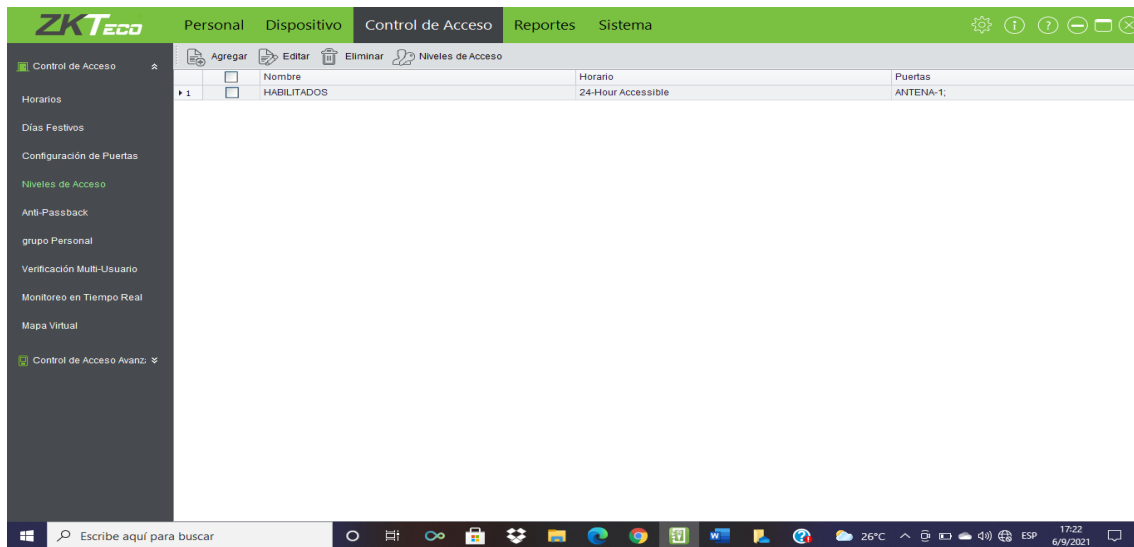 ZKTeco
Personal Dispositivo Control de Acceso Reportes Sistema
Control de Acceso
Horarios
Días Festivos
Configuración de Puertas
Niveles de Acceso
Anti-Passback
grupo Personal
Verificación Multi-Usuario
Monitoreo en Tiempo Real
Mapa Virtual
Control de Acceso Avanz
Agregar Editar Eliminar Niveles de Acceso
Nombre Horario Puertas
1 HABILITADOS 24-Hour Accessible ANTENA-1;
Escribe aquí para buscar
26°C ESP 17:22
6/9/2021